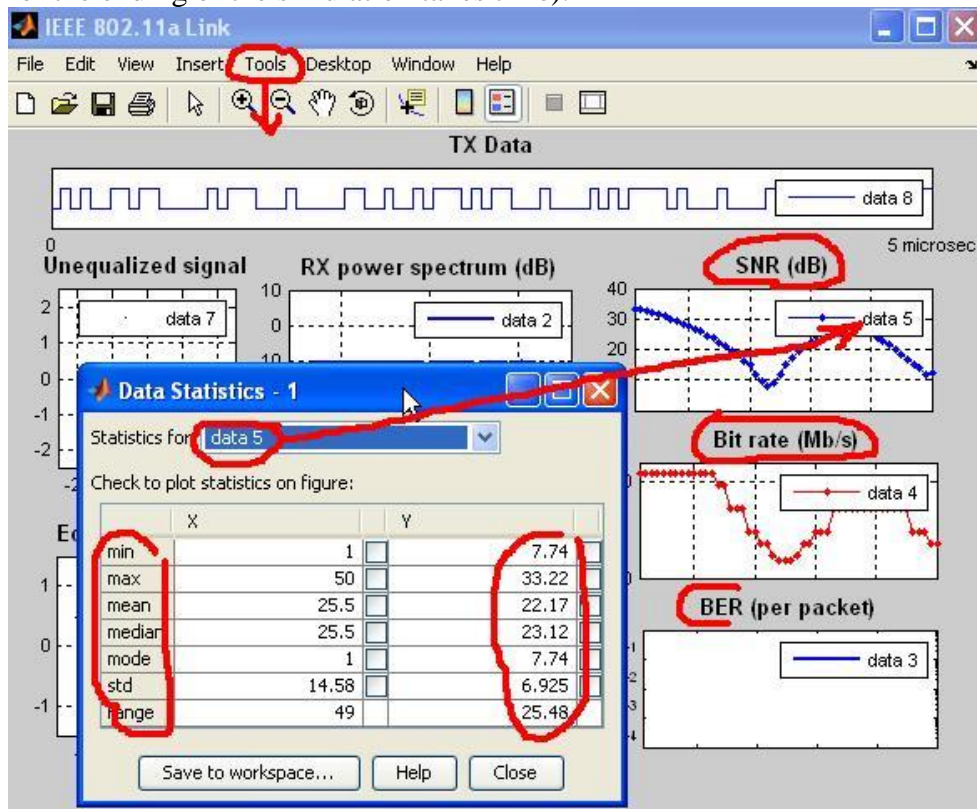 IEEE 802.11a Link
File Edit View Insert Tools Desktop Window Help
TX Data
data 8
0
5 microsec
Unequalized signal
RX power spectrum (dB)
SNR (dB)
2
1
0
-1
-2
data 7
10
0
data 2
40
30
20
data 5
Data Statistics - 1
Statistics for data 5
Check to plot statistics on figure:
X Y
min 1 7.74
max 50 33.22
mean 25.5 22.17
median 25.5 23.12
mode 1 7.74
std 14.58 6.925
range 49 25.48
Save to workspace... Help Close
Bit rate (Mb/s)
data 4
BER (per packet)
data 3
1
0
-1